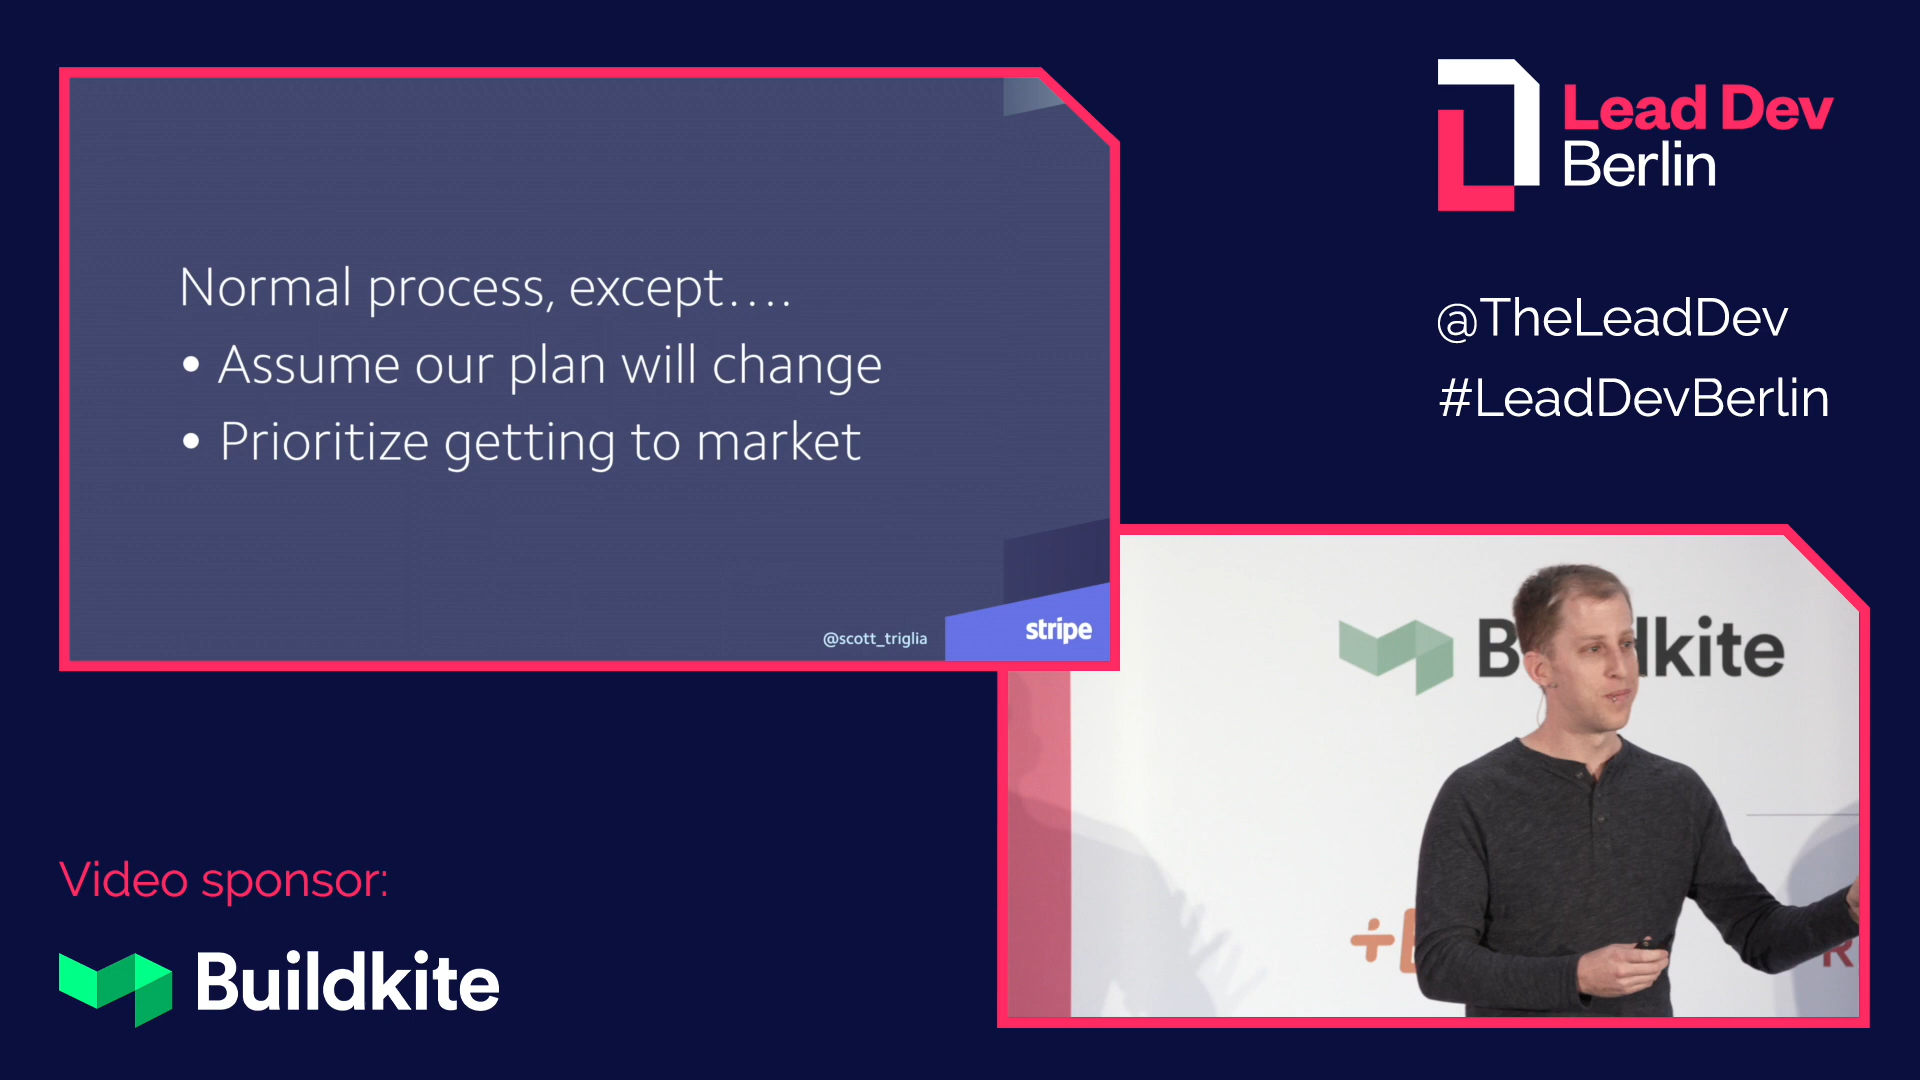 Normal process, except....
• Assume our plan will change
• Prioritize getting to market
@scott_triglia
stripe
Lead Dev
Berlin
@TheLeadDev
#LeadDevBerlin
Buildkite
Video sponsor:
Buildkite